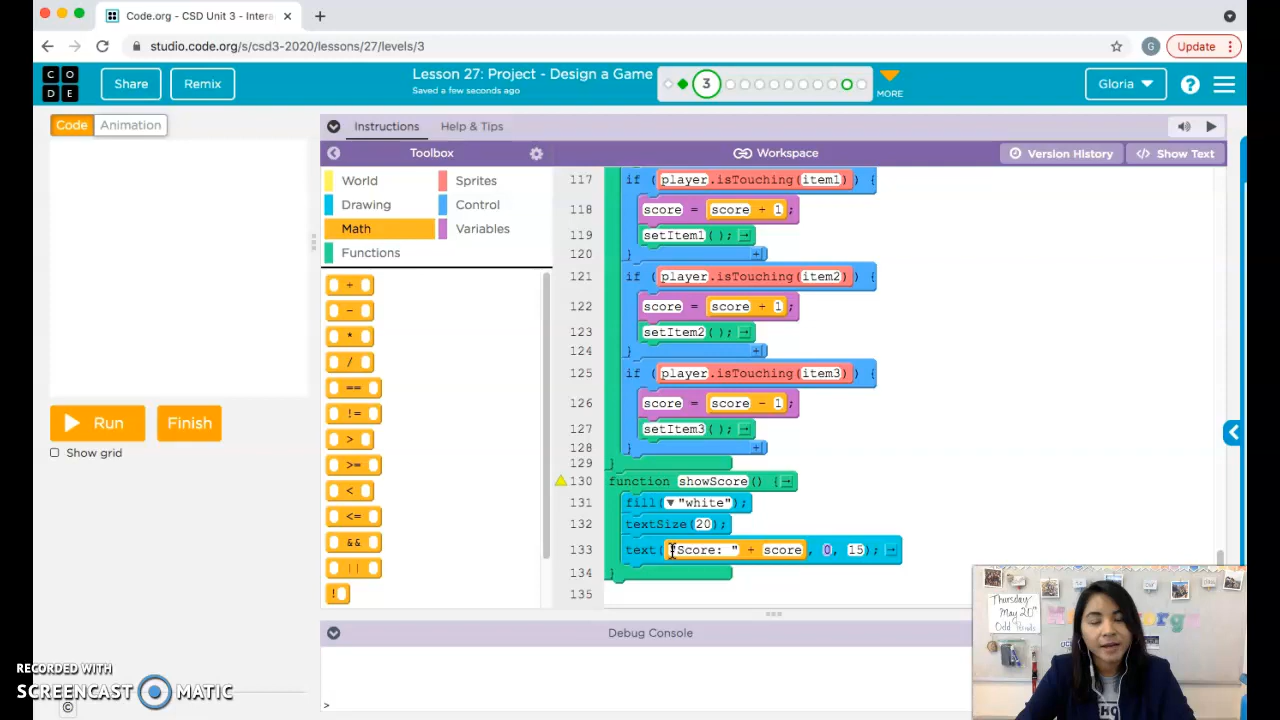 Code.org - CSD Unit 3 - Intera
studio.code.org/s/csd3-2020/lessons/27/levels/3
G
Update
C O
D E
Share
Remix
Lesson 27: Project - Design a Game
Saved a few seconds ago
3
MORE
Gloria
?
Code
Animation
Instructions
Help & Tips
Toolbox
Workspace
Version History
</> Show Text
World
Sprites
Drawing
Control
Math
Variables
Functions
+
-
*
/
==
!=
>
>=
<
<=
&&
||
!
Run
Finish
Show grid
117 if (player.isTouching(item1)) {
118 score = score + 1;
119 setItem1();
120 }
121 if (player.isTouching(item2)) {
122 score = score + 1;
123 setItem2();
124 }
125 if (player.isTouching(item3)) {
126 score = score - 1;
127 setItem3();
128 }
129 }
130 function showScore() {
131 fill("white");
132 textSize(20);
133 text("Score: " + score, 0, 15);
134 }
135
Debug Console
>
Thursday
May 20th
RECORDED WITH
SCREENCAST MATIC